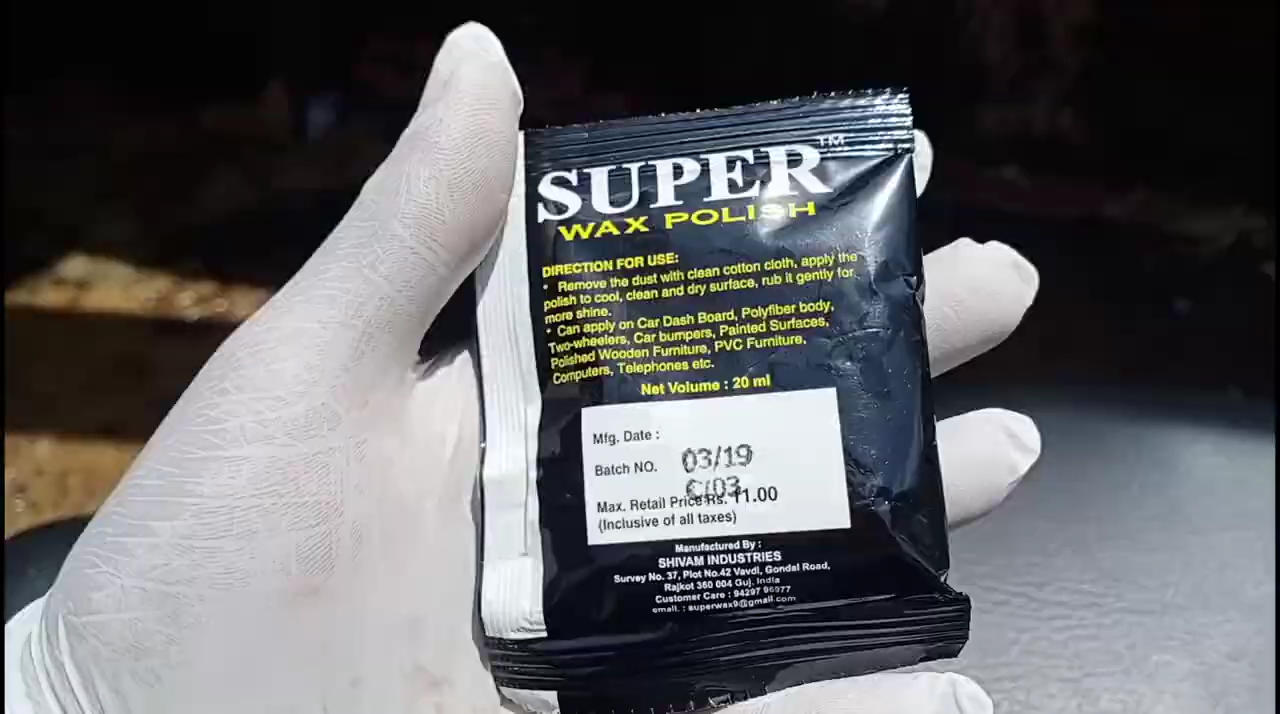 SUPER™
WAX POLISH
DIRECTION FOR USE:
• Remove the dust with clean cotton cloth, apply the
polish to cool, clean and dry surface, rub it gently for
more shine.
• Can apply on Car Dash Board, Polyfiber body,
Two-wheelers, Car bumpers, Painted Surfaces,
Polished Wooden Furniture, PVC Furniture.
Computers, Telephones etc.
Net Volume : 20 ml
Mfg. Date :
Batch NO. 03/19
C/03
Max. Retail Price Rs. 11.00
(Inclusive of all taxes)
Manufactured By :
SHIVAM INDUSTRIES
Survey No. 37, Plot No.42 Vavdi, Gondal Road,
Rajkot 360 004 Guj. India
Customer Care : 94297 96977
email. : superwax9@gmail.com